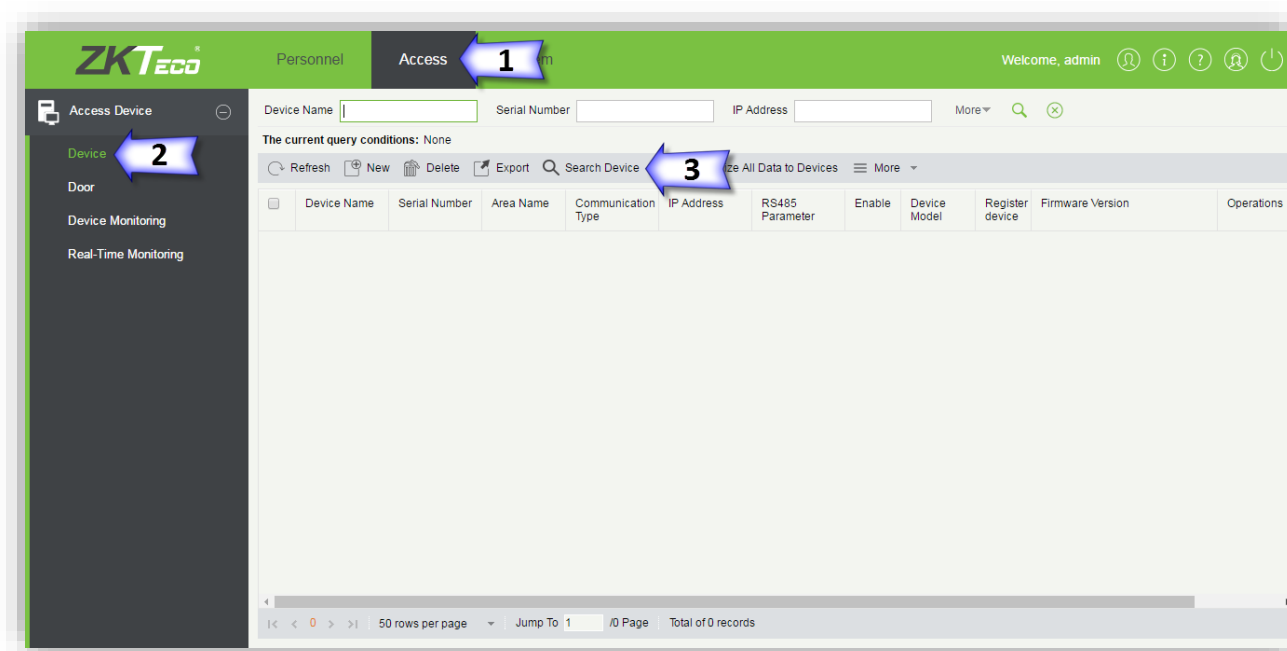 ZKTECO
Personnel Access 1 m Welcome, admin
Access Device
Device Name Serial Number IP Address More
The current query conditions: None
Device 2
Refresh New Delete Export Search Device 3 ze All Data to Devices More
Door
Device Name Serial Number Area Name Communication Type IP Address RS485 Parameter Enable Device Model Register device Firmware Version Operations
Device Monitoring
Real-Time Monitoring
0 50 rows per page Jump To 1 /0 Page Total of 0 records